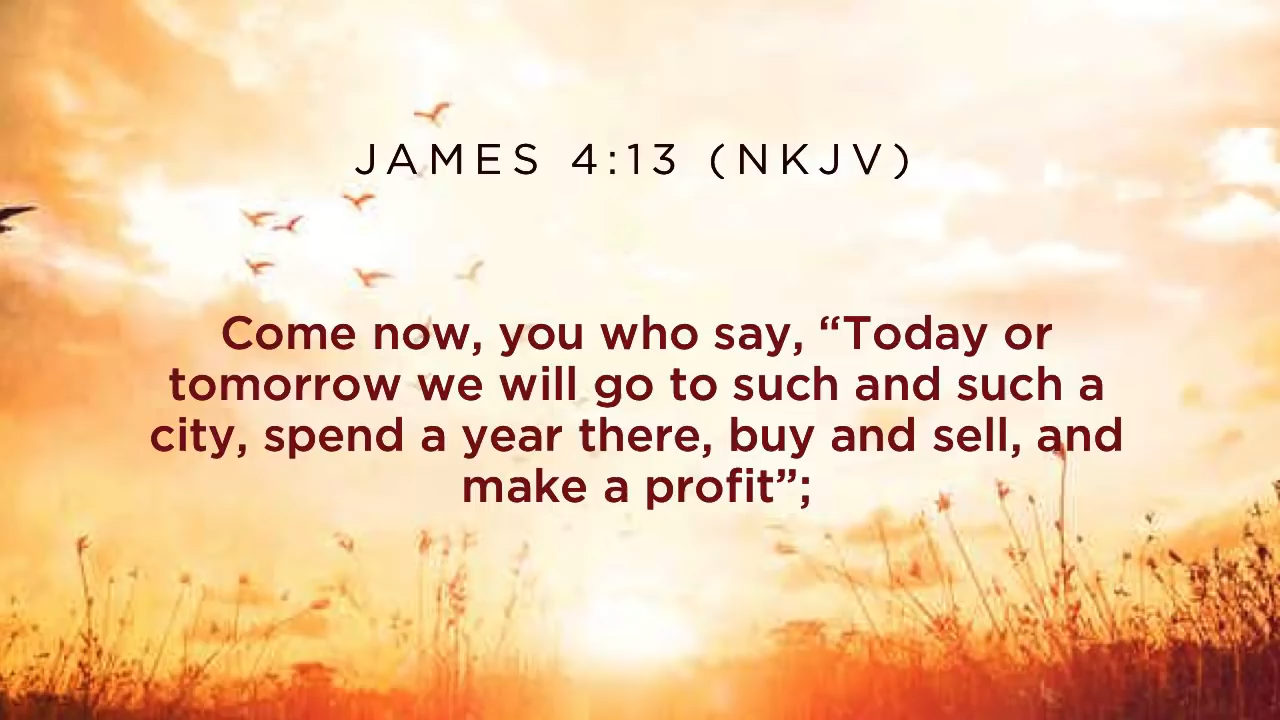 JAMES 4:13 (NKJV)
Come now, you who say, “Today or
tomorrow we will go to such and such a
city, spend a year there, buy and sell, and
make a profit”;